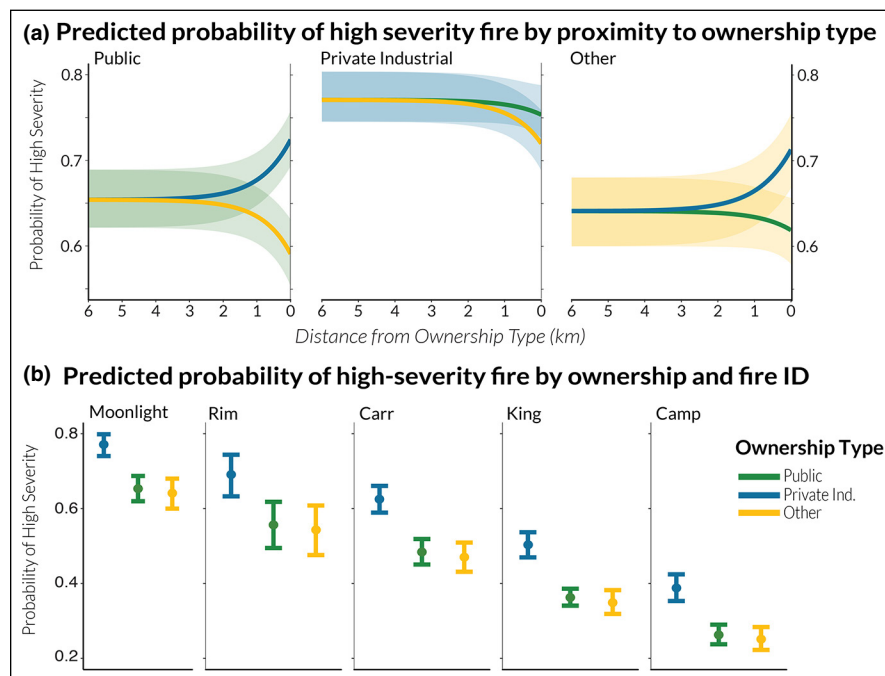 (a) Predicted probability of high severity fire by proximity to ownership type
Public Private Industrial Other
0.8 0.8
0.7 0.7
0.6 0.6
Probability of High Severity
6 5 4 3 2 1 0 6 5 4 3 2 1 0 6 5 4 3 2 1 0
Distance from Ownership Type (km)
(b) Predicted probability of high-severity fire by ownership and fire ID
Moonlight Rim Carr King Camp
0.8
0.6
0.4
0.2
Probability of High Severity
Ownership Type
Public
Private Ind.
Other